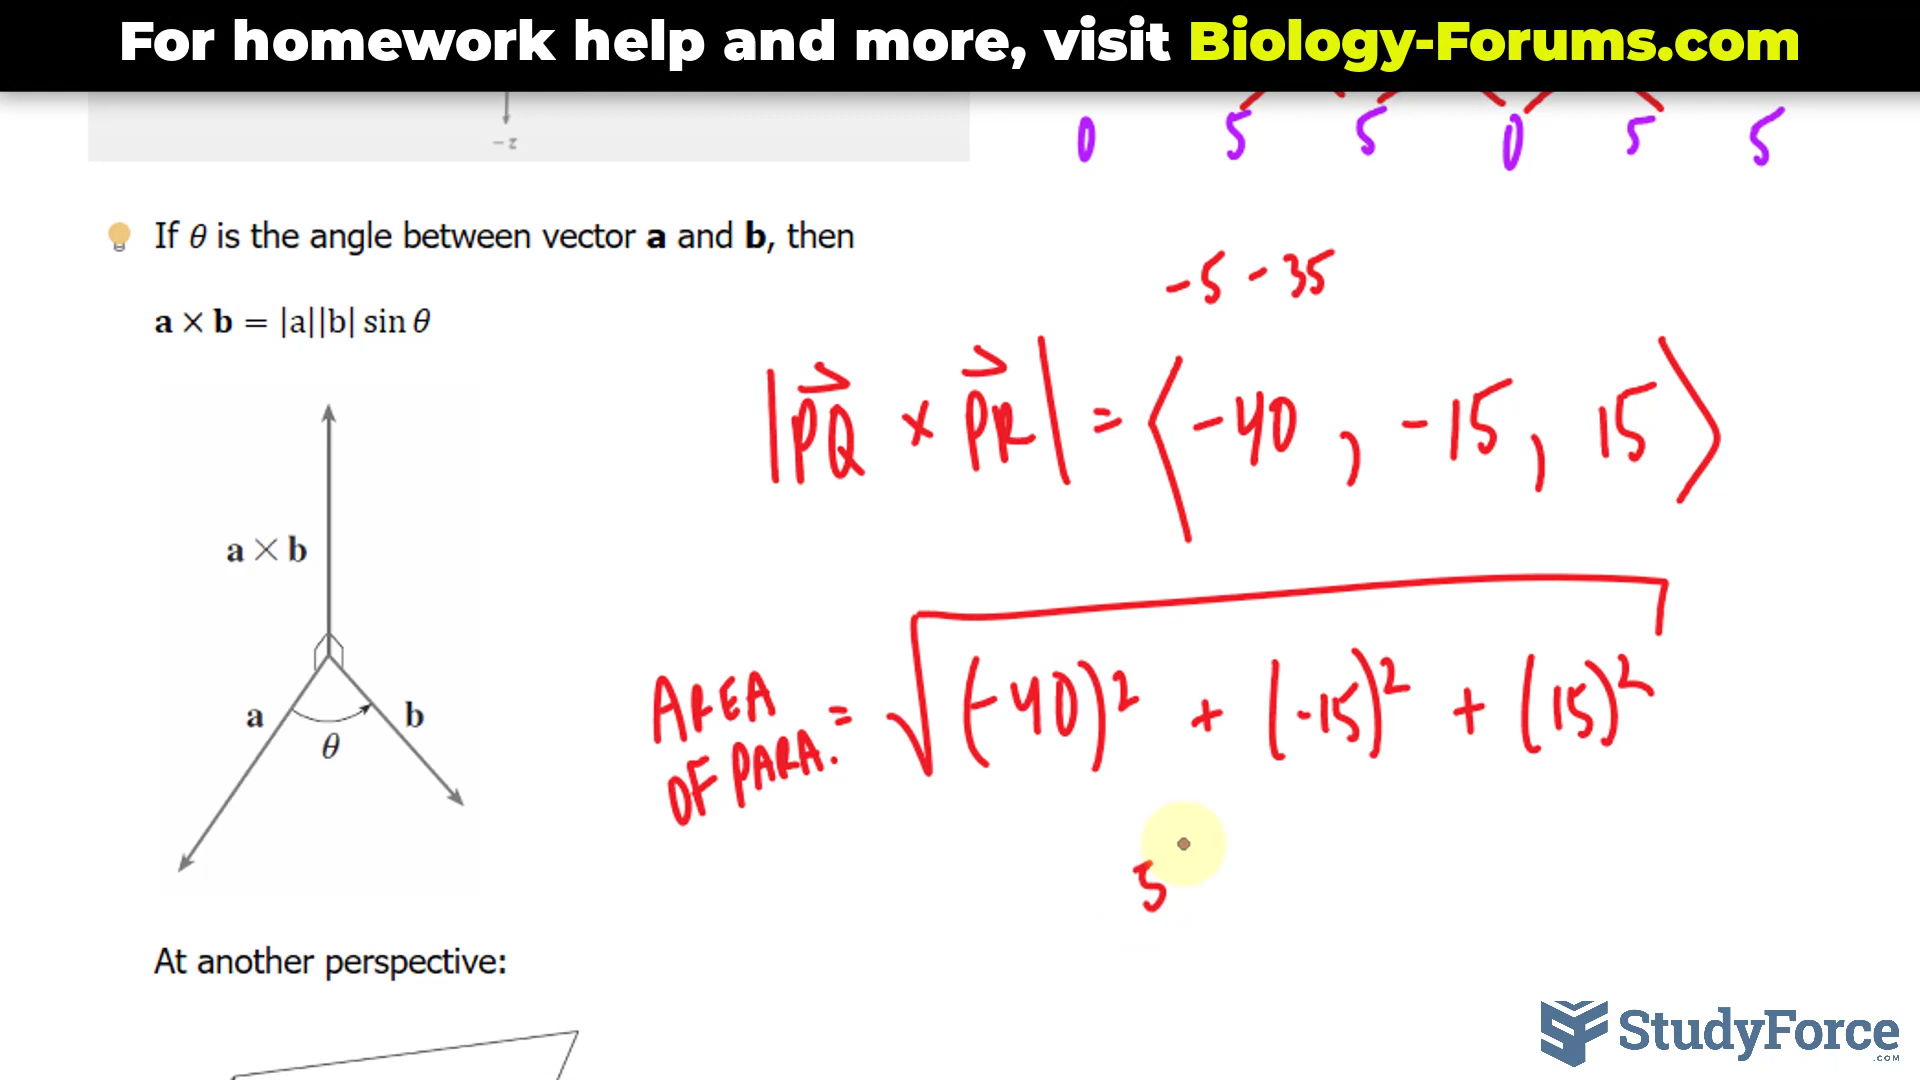 For homework help and more, visit Biology-Forums.com
-z
0 5 5 0 5 5
If θ is the angle between vector a and b, then
a × b = |a||b| sin θ
-5 - 35
|PQ × PR| = ⟨-40, -15, 15⟩
a × b
a
b
θ
AREA OF PARA. = √(-40)² + (-15)² + (15)²
5
At another perspective:
StudyForce
.COM